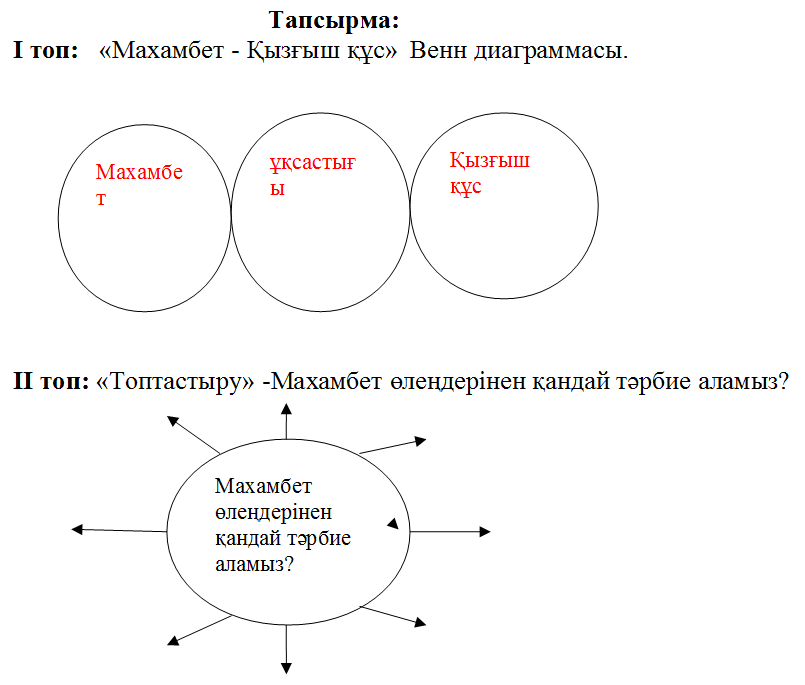 Тапсырма:
І топ: «Махамбет - Қызғыш құс» Венн диаграммасы.
Махамбе
т
ұқсастығ
ы
Қызғыш
құс
ІІ топ: «Топтастыру» -Махамбет өлеңдерінен қандай тәрбие аламыз?
Махамбет
өлеңдерінен
қандай тәрбие
аламыз?